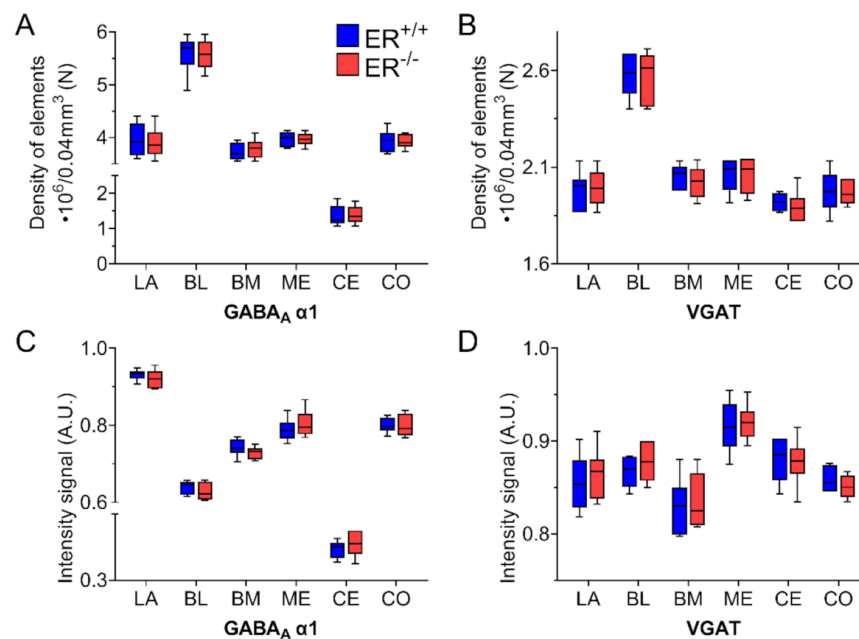 A
Density of elements
•10⁶/0.04mm³ (N)
6
5
4
2
1
0
ER+/+
ER-/-
LA BL BM ME CE CO
GABAA α1
B
Density of elements
•10⁶/0.04mm³ (N)
2.6
2.1
1.6
LA BL BM ME CE CO
VGAT
C
Intensity signal (A.U.)
1.0
0.8
0.6
0.3
LA BL BM ME CE CO
GABAA α1
D
Intensity signal (A.U.)
1.0
0.9
0.8
LA BL BM ME CE CO
VGAT